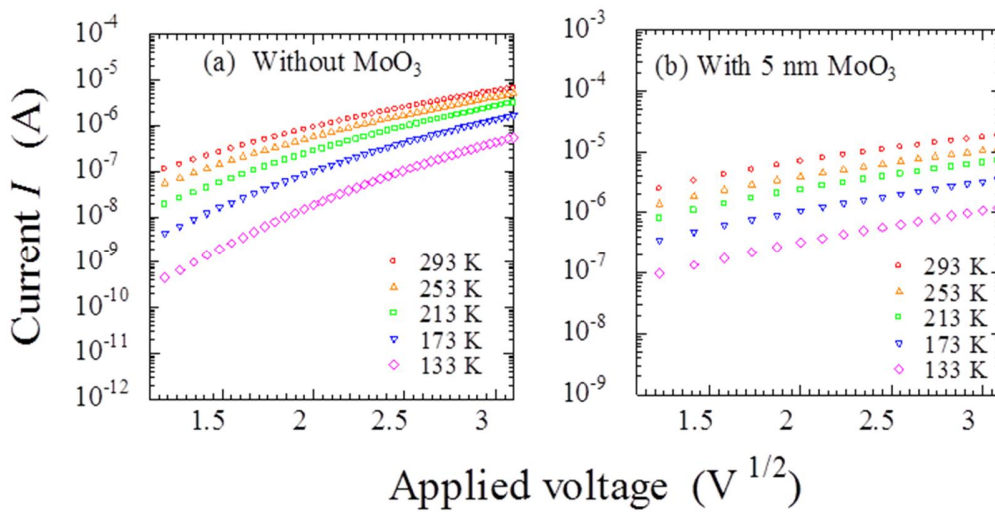 Current I (A)
10^-4
10^-5
10^-6
10^-7
10^-8
10^-9
10^-10
10^-11
10^-12
(a) Without MoO₃
293 K
253 K
213 K
173 K
133 K
1.5 2 2.5 3
10^-3
10^-4
10^-5
10^-6
10^-7
10^-8
10^-9
(b) With 5 nm MoO₃
293 K
253 K
213 K
173 K
133 K
1.5 2 2.5 3
Applied voltage (V^1/2)